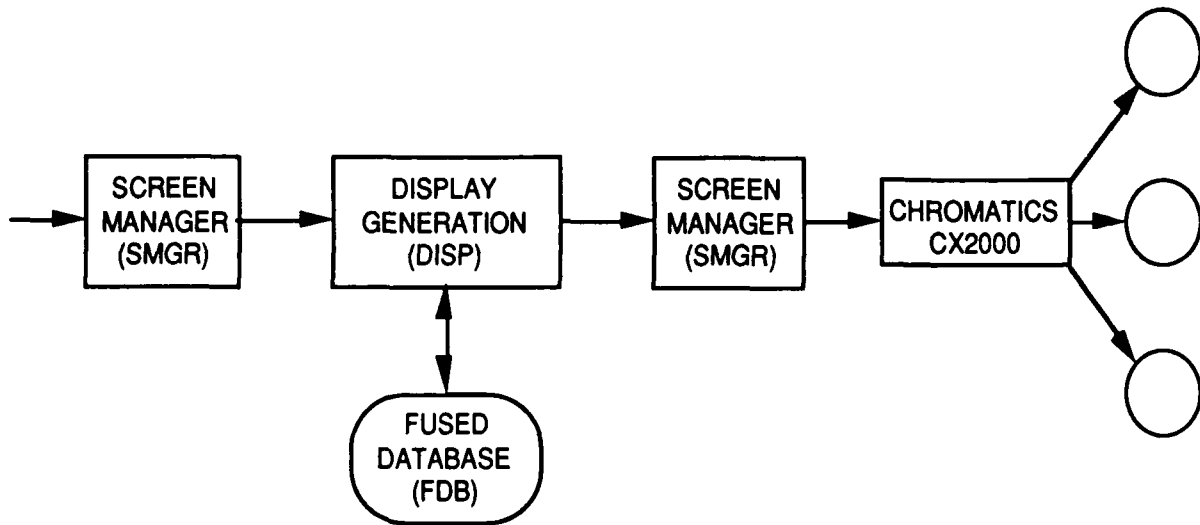 SCREEN
MANAGER
(SMGR)
DISPLAY
GENERATION
(DISP)
SCREEN
MANAGER
(SMGR)
CHROMATICS
CX2000
FUSED
DATABASE
(FDB)